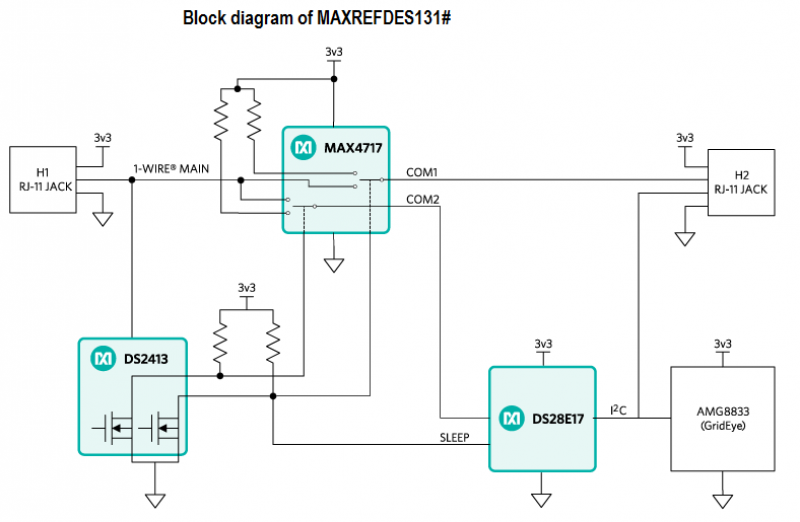 Block diagram of MAXREFDES131#
3v3
MAX4717
3v3
H1
RJ-11 JACK
1-WIRE® MAIN
COM1
COM2
3v3
H2
RJ-11 JACK
3v3
DS2413
SLEEP
3v3
DS28E17
I²C
3v3
AMG8833
(GridEye)